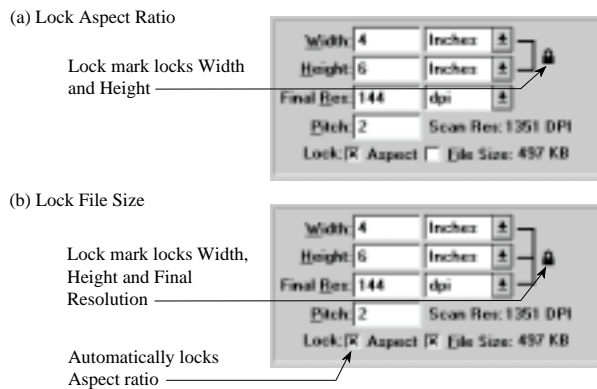 (a) Lock Aspect Ratio
Lock mark locks Width
and Height
Width: 4 Inches
Height: 6 Inches
Final Res: 144 dpi
Pitch: 2 Scan Res: 1351 DPI
Lock: Aspect File Size: 497 KB
(b) Lock File Size
Lock mark locks Width,
Height and Final
Resolution
Width: 4 Inches
Height: 6 Inches
Final Res: 144 dpi
Pitch: 2 Scan Res: 1351 DPI
Lock: Aspect File Size: 497 KB
Automatically locks
Aspect ratio